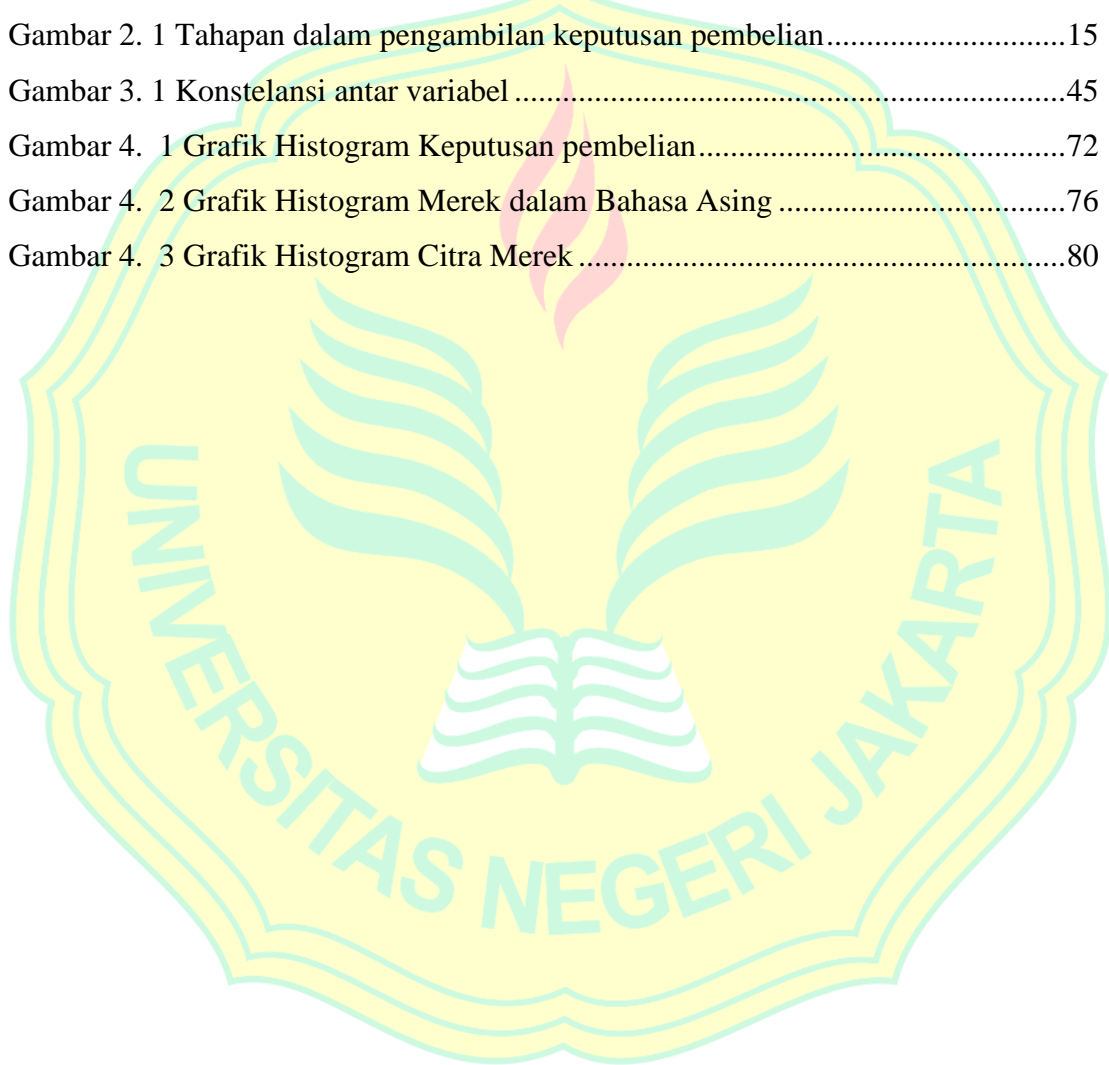 Gambar 2. 1 Tahapan dalam pengambilan keputusan pembelian..............................15
Gambar 3. 1 Konstelansi antar variabel.....................................................................45
Gambar 4.  1 Grafik Histogram Keputusan pembelian..............................................72
Gambar 4.  2 Grafik Histogram Merek dalam Bahasa Asing....................................76
Gambar 4.  3 Grafik Histogram Citra Merek.............................................................80
UNIVERSITAS NEGERI JAKARTA